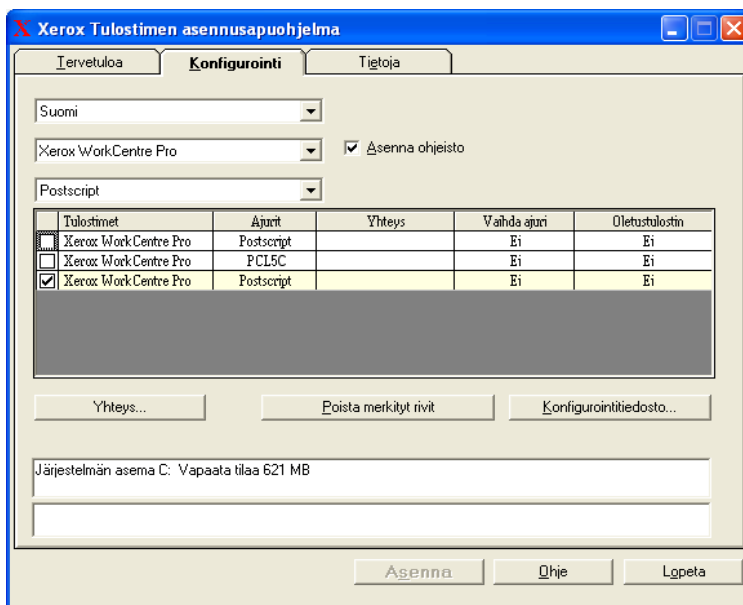 Xerox Tulostimen asennusapuohjelma
Tervetuloa Konfigurointi Tietoja
Suomi
Xerox WorkCentre Pro Asenna ohjeisto
Postscript
Tulostimet Ajurit Yhteys Vaihda ajuri Oletustulostin
Xerox WorkCentre Pro Postscript Ei Ei
Xerox WorkCentre Pro PCL5C Ei Ei
Xerox WorkCentre Pro Postscript Ei Ei
Yhteys... Poista merkityt rivit Konfigurointitiedosto...
Järjestelmän asema C: Vapaata tilaa 621 MB
Asenna Ohje Lopeta